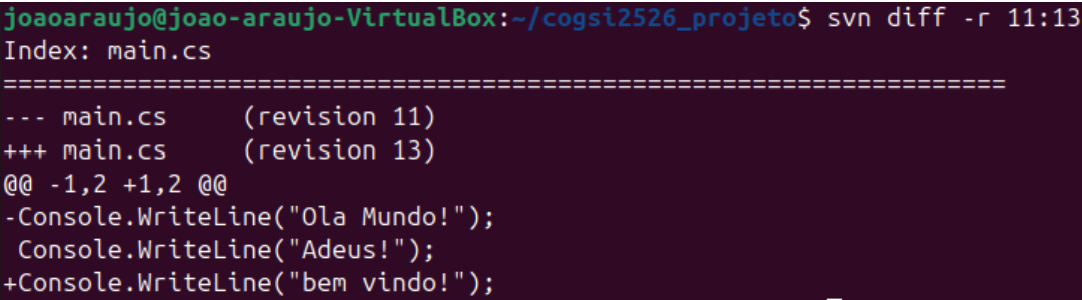 joaoaraujo@joao-araujo-VirtualBox:~/cogsi2526_projeto$ svn diff -r 11:13
Index: main.cs
===================================================================
--- main.cs     (revision 11)
+++ main.cs     (revision 13)
@@ -1,2 +1,2 @@
-Console.WriteLine("Ola Mundo!");
 Console.WriteLine("Adeus!");
+Console.WriteLine("bem vindo!");